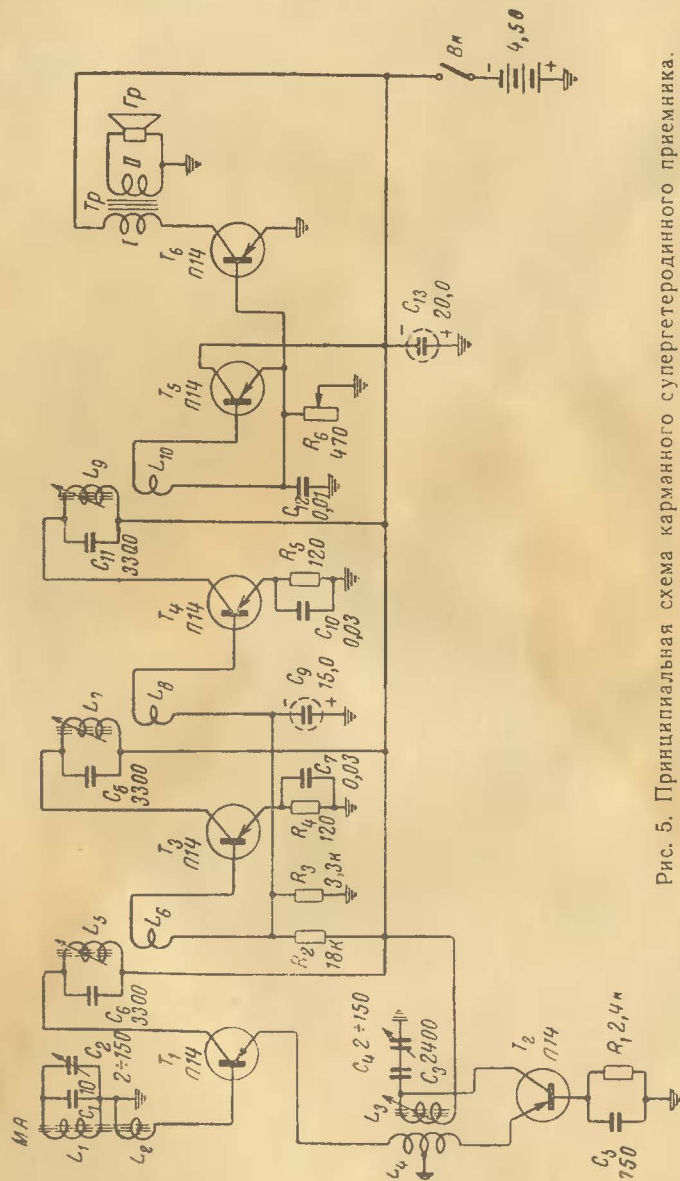 МА
L₁
C₁ 10
C₂
2÷150
L₂
T₁
П14
C₆
3300
L₅
L₆
T₃
П14
C₈
3300
L₇
L₈
T₄
П14
C₁₁
3300
L₉
L₁₀
T₅
П14
T₆
П14
Тр
I
II
Гр
R₂
18к
R₃
3,3к
R₄
120
C₇
0,03
C₉
- + 15,0
C₁₀
0,03
R₅
120
C₁₂
0,01
R₆
470
C₁₃
- + 20,0
Вк
-
4,5в
+
L₄
L₃
C₄ 2÷150
C₃ 2400
T₂
П14
C₅
150
R₁ 2,4к
Рис. 5. Принципиальная схема карманного супергетеродинного приемника.